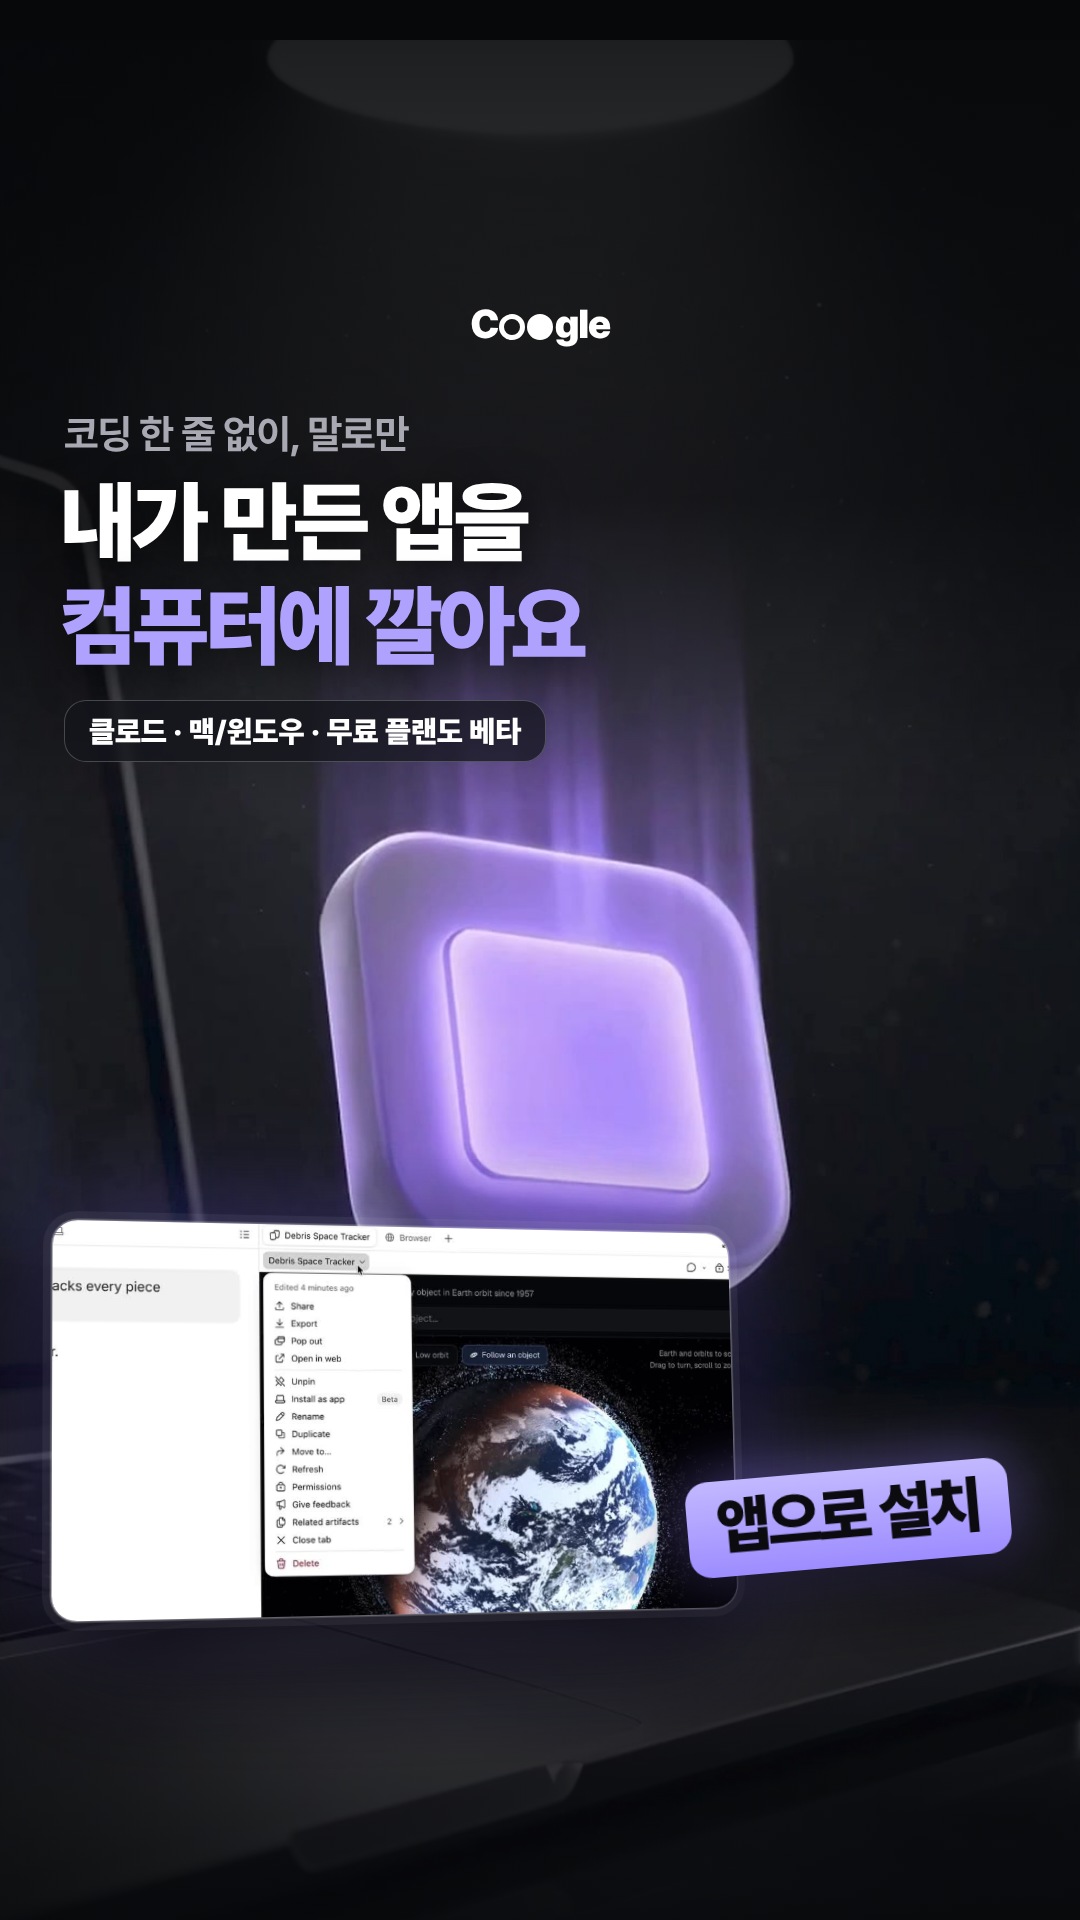 Coogle
코딩 한 줄 없이, 말로만
내가 만든 앱을
컴퓨터에 깔아요
클로드 · 맥/윈도우 · 무료 플랜도 베타
Debris Space Tracker
Browser
Debris Space Tracker
acks every piece
r.
Edited 4 minutes ago
Share
Export
Pop out
Open in web
Unpin
Install as app Beta
Rename
Duplicate
Move to...
Refresh
Permissions
Give feedback
Related artifacts 2
Close tab
Delete
y object in Earth orbit since 1957
bject...
Low orbit
Follow an object
Earth and orbits to sc
Drag to turn, scroll to zo
앱으로 설치